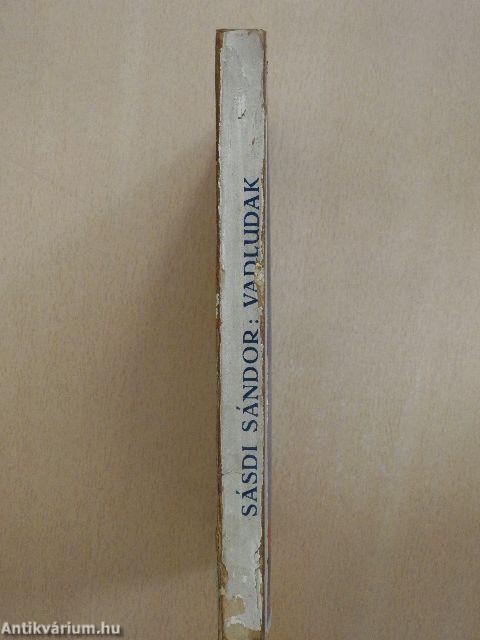 SÁSDI SÁNDOR: VADLUDAK
Antikvárium.hu